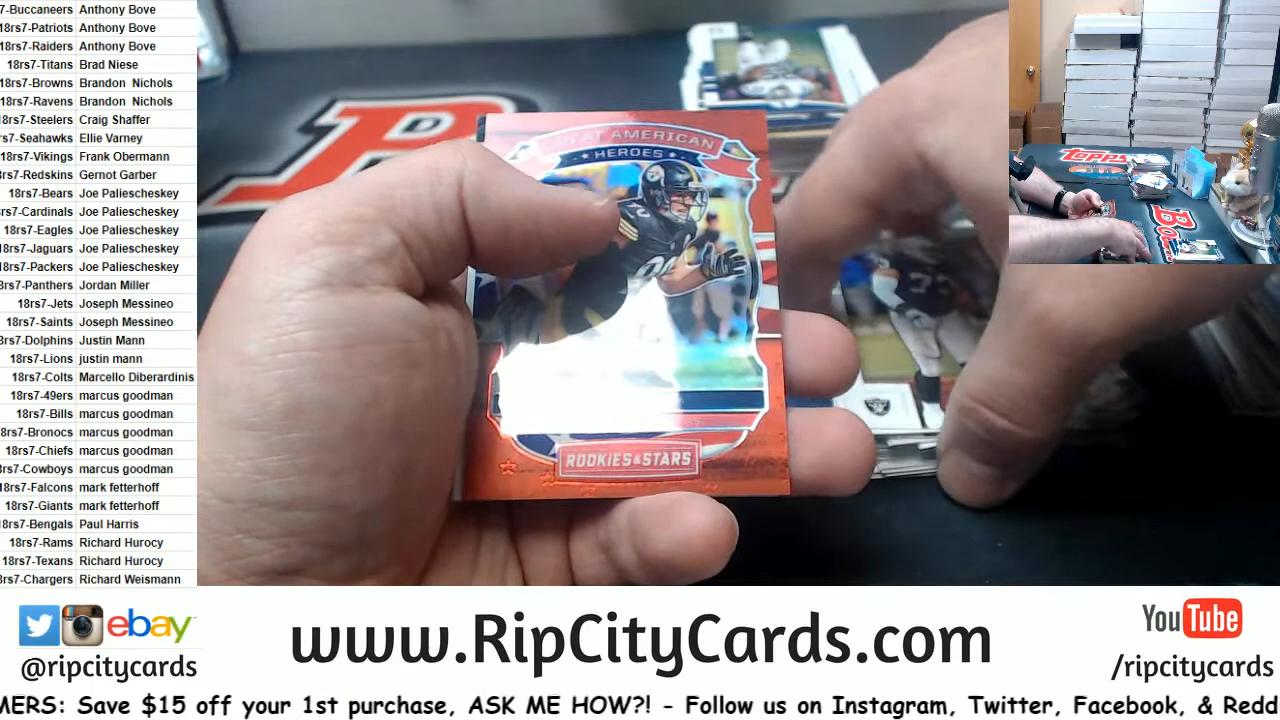 7-Buccaneers Anthony Bove
18rs7-Patriots Anthony Bove
18rs7-Raiders Anthony Bove
18rs7-Titans Brad Niese
18rs7-Browns Brandon Nichols
18rs7-Ravens Brandon Nichols
18rs7-Steelers Craig Shaffer
rs7-Seahawks Ellie Varney
18rs7-Vikings Frank Obermann
8rs7-Redskins Gernot Garber
18rs7-Bears Joe Paliescheskey
rs7-Cardinals Joe Paliescheskey
18rs7-Eagles Joe Paliescheskey
18rs7-Jaguars Joe Paliescheskey
18rs7-Packers Joe Paliescheskey
8rs7-Panthers Jordan Miller
18rs7-Jets Joseph Messineo
18rs7-Saints Joseph Messineo
8rs7-Dolphins Justin Mann
18rs7-Lions justin mann
18rs7-Colts Marcello Diberardinis
18rs7-49ers marcus goodman
18rs7-Bills marcus goodman
8rs7-Bronocs marcus goodman
18rs7-Chiefs marcus goodman
8rs7-Cowboys marcus goodman
18rs7-Falcons mark fetterhoff
18rs7-Giants mark fetterhoff
8rs7-Bengals Paul Harris
18rs7-Rams Richard Hurocy
18rs7-Texans Richard Hurocy
8rs7-Chargers Richard Weismann
GREAT AMERICAN
HEROES
ROOKIES & STARS
topps
Bo
ebay
@ripcitycards
www.RipCityCards.com
YouTube
/ripcitycards
MERS: Save $15 off your 1st purchase, ASK ME HOW?! - Follow us on Instagram, Twitter, Facebook, & Redd